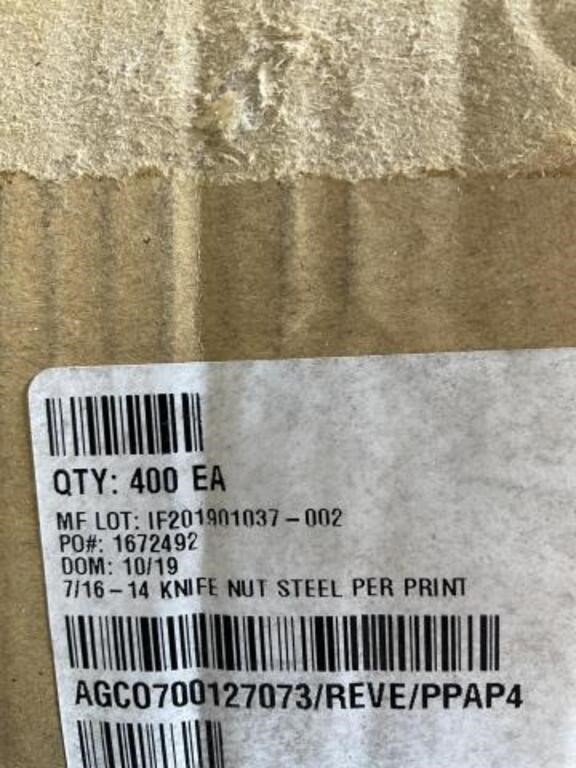 QTY: 400 EA
MF LOT: IF201901037-002
PO#: 1672492
DOM: 10/19
7/16-14 KNIFE NUT STEEL PER PRINT
AGCO700127073/REVE/PPAP4